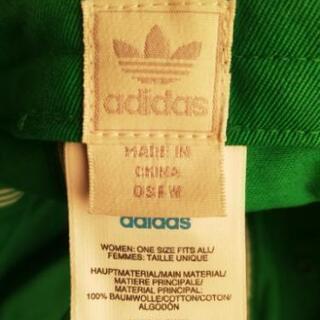 adidas
MADE IN
CHINA
OSFW
adidas
WOMEN: ONE SIZE FITS ALL/
FEMMES: TAILLE UNIQUE
HAUPTMATERIAL/MAIN MATERIAL/
MATIERE PRINCIPALE/
MATERIAL PRINCIPAL:
100% BAUMWOLLE/COTTON/COTON/
ALGODÓN